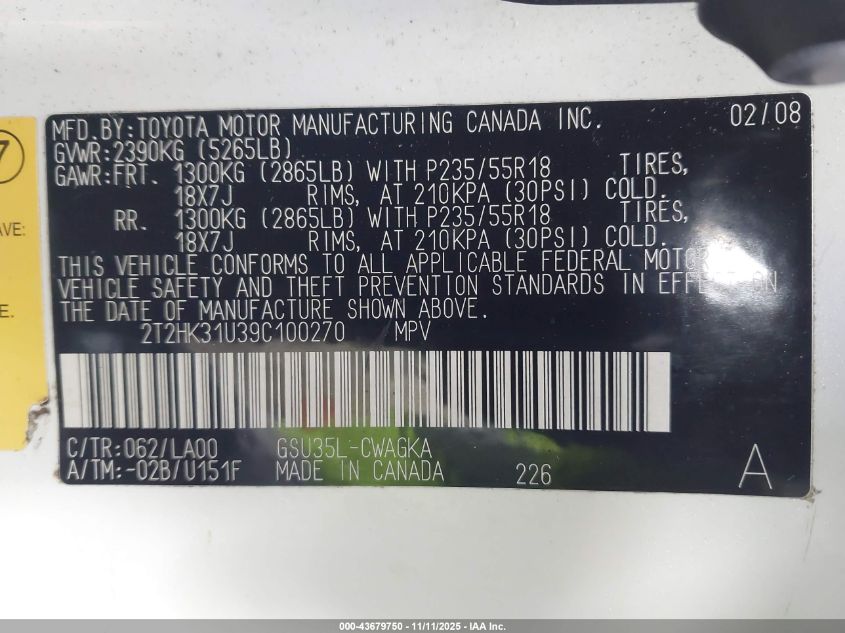 MFD.BY:TOYOTA MOTOR MANUFACTURING CANADA INC. 02/08
GVWR:2390KG (5265LB)
GAWR:FRT. 1300KG (2865LB) WITH P235/55R18 TIRES,
18X7J RIMS, AT 210KPA (30PSI) COLD.
RR. 1300KG (2865LB) WITH P235/55R18 TIRES,
18X7J RIMS, AT 210KPA (30PSI) COLD.
THIS VEHICLE CONFORMS TO ALL APPLICABLE FEDERAL MOTOR
VEHICLE SAFETY AND THEFT PREVENTION STANDARDS IN EFFECT ON
THE DATE OF MANUFACTURE SHOWN ABOVE.
2T2HK31U39C100270 MPV
C/TR:062/LA00 GSU35L-CWAGKA
A/TM:-02B/U151F MADE IN CANADA 226 A
7
AVE:
E.
000-43679750 - 11/11/2025 - IAA Inc.